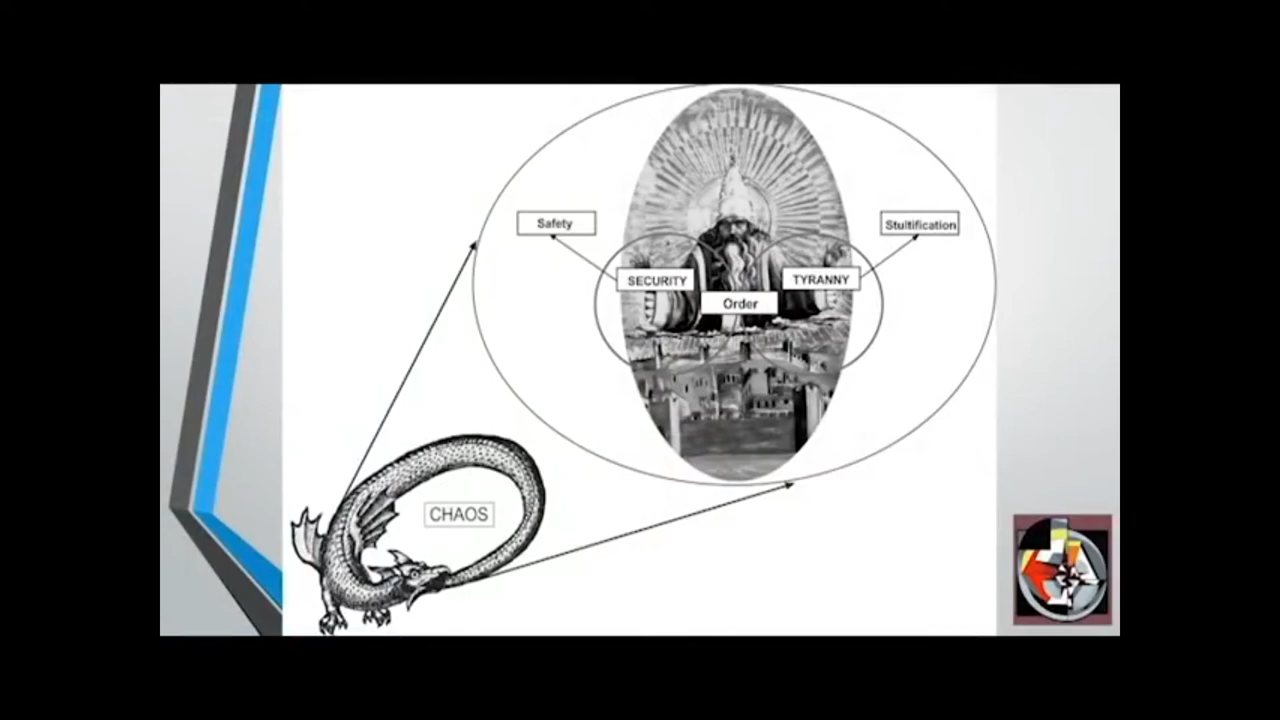 Safety
Stultification
SECURITY
TYRANNY
Order
CHAOS